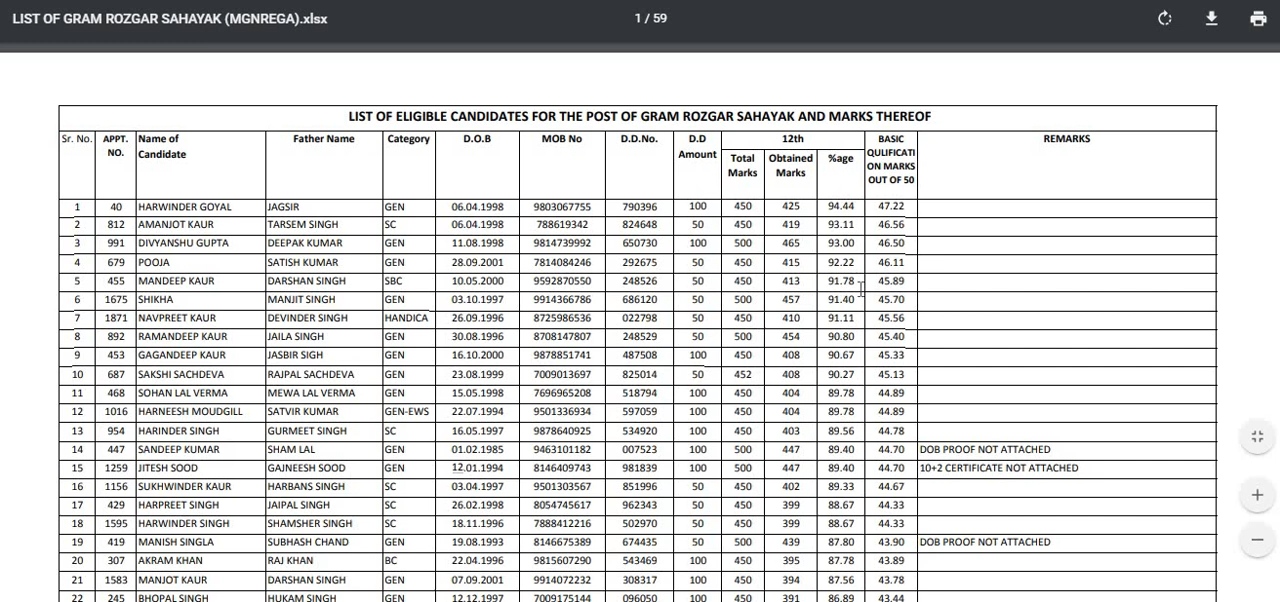 LIST OF GRAM ROZGAR SAHAYAK (MGNREGA).xlsx 1 / 59
LIST OF ELIGIBLE CANDIDATES FOR THE POST OF GRAM ROZGAR SAHAYAK AND MARKS THEREOF
Sr. No. APPT. NO. Name of Candidate Father Name Category D.O.B MOB No D.D.No. D.D Amount 12th Total Marks Obtained Marks %age BASIC QULIFICATI ON MARKS OUT OF 50 REMARKS
1 40 HARWINDER GOYAL JAGSIR GEN 06.04.1998 9803067755 790396 100 450 425 94.44 47.22
2 812 AMANJOT KAUR TARSEM SINGH SC 06.04.1998 788619342 824648 50 450 419 93.11 46.56
3 991 DIVYANSHU GUPTA DEEPAK KUMAR GEN 11.08.1998 9814739992 650730 100 500 465 93.00 46.50
4 679 POOJA SATISH KUMAR GEN 28.09.2001 7814084246 292675 50 450 415 92.22 46.11
5 455 MANDEEP KAUR DARSHAN SINGH SBC 10.05.2000 9592870550 248526 50 450 413 91.78 45.89
6 1675 SHIKHA MANJIT SINGH GEN 03.10.1997 9914366786 686120 50 500 457 91.40 45.70
7 1871 NAVPREET KAUR DEVINDER SINGH HANDICA 26.09.1996 8725986536 022798 50 450 410 91.11 45.56
8 892 RAMANDEEP KAUR JAILA SINGH GEN 30.08.1996 8708147807 248529 50 500 454 90.80 45.40
9 453 GAGANDEEP KAUR JASBIR SIGH GEN 16.10.2000 9878851741 487508 100 450 408 90.67 45.33
10 687 SAKSHI SACHDEVA RAJPAL SACHDEVA GEN 23.08.1999 7009013697 825014 50 452 408 90.27 45.13
11 468 SOHAN LAL VERMA MEWA LAL VERMA GEN 15.05.1998 7696965208 518794 100 450 404 89.78 44.89
12 1016 HARNEESH MOUDGILL SATVIR KUMAR GEN-EWS 22.07.1994 9501336934 597059 100 450 404 89.78 44.89
13 954 HARINDER SINGH GURMEET SINGH SC 16.05.1997 9878640925 534920 100 450 403 89.56 44.78
14 447 SANDEEP KUMAR SHAM LAL GEN 01.02.1985 9463101182 007523 100 500 447 89.40 44.70 DOB PROOF NOT ATTACHED
15 1259 JITESH SOOD GAJNEESH SOOD GEN 12.01.1994 8146409743 981839 100 500 447 89.40 44.70 10+2 CERTIFICATE NOT ATTACHED
16 1156 SUKHWINDER KAUR HARBANS SINGH SC 03.04.1997 9501303567 851996 50 450 402 89.33 44.67
17 429 HARPREET SINGH JAIPAL SINGH SC 26.02.1998 8054745617 962343 50 450 399 88.67 44.33
18 1595 HARWINDER SINGH SHAMSHER SINGH SC 18.11.1996 7888412216 502970 50 450 399 88.67 44.33
19 419 MANISH SINGLA SUBHASH CHAND GEN 19.08.1993 8146675389 674435 50 500 439 87.80 43.90 DOB PROOF NOT ATTACHED
20 307 AKRAM KHAN RAJ KHAN BC 22.04.1996 9815607290 543469 100 450 395 87.78 43.89
21 1583 MANJOT KAUR DARSHAN SINGH GEN 07.09.2001 9914072232 308317 100 450 394 87.56 43.78
22 245 BHOPAL SINGH HUKAM SINGH GEN 12.12.1997 7009175144 096050 100 450 391 86.89 43.44